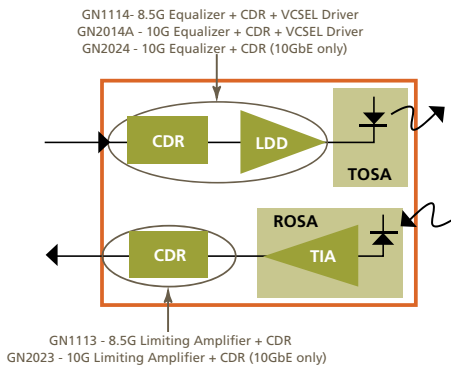 GN1114- 8.5G Equalizer + CDR + VCSEL Driver
GN2014A - 10G Equalizer + CDR + VCSEL Driver
GN2024 - 10G Equalizer + CDR (10GbE only)
CDR
LDD
TOSA
ROSA
CDR
TIA
GN1113 - 8.5G Limiting Amplifier + CDR
GN2023 - 10G Limiting Amplifier + CDR (10GbE only)